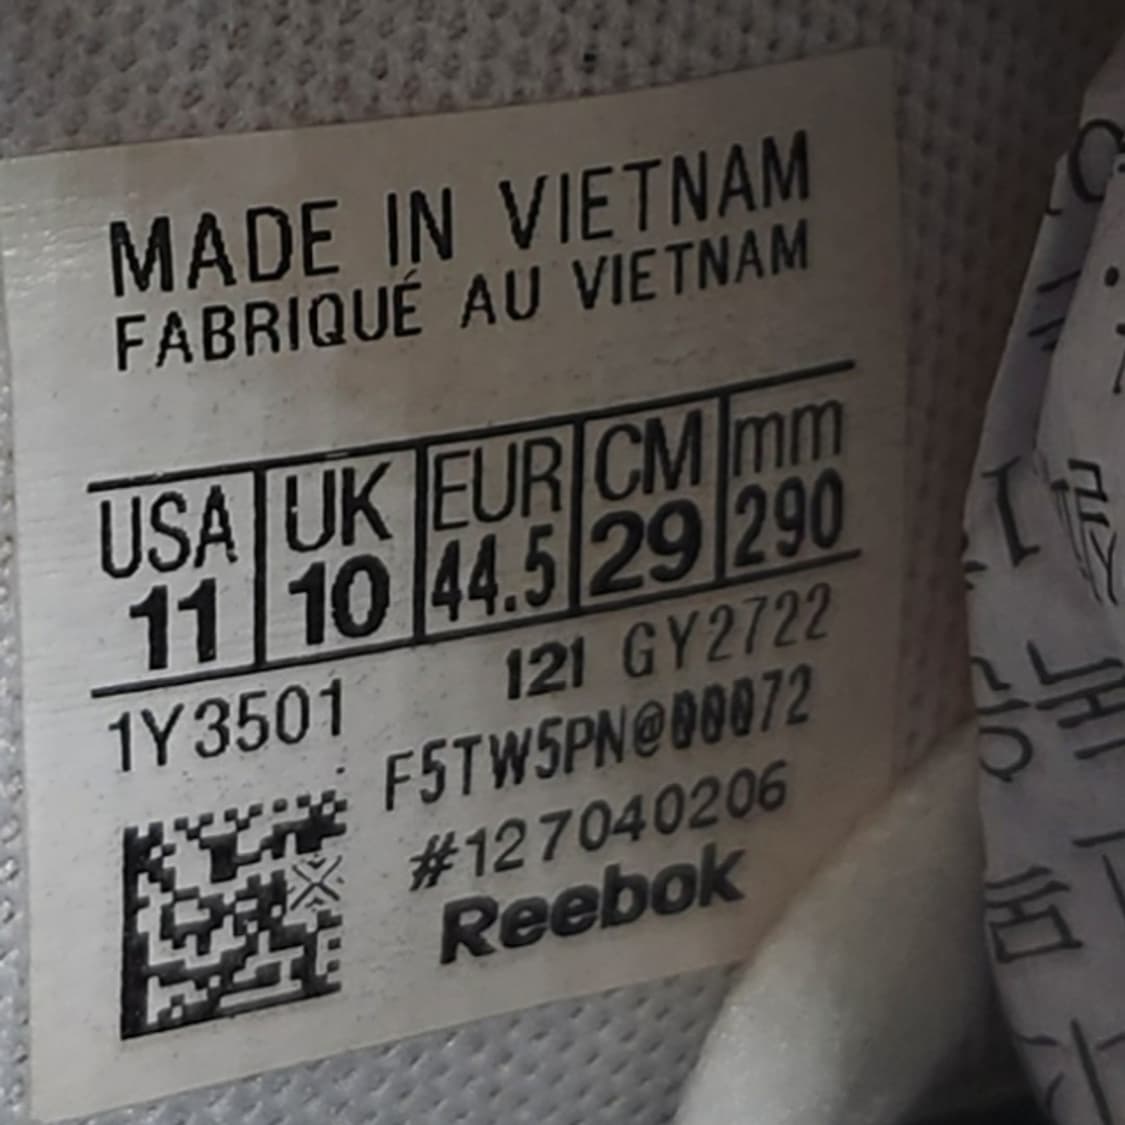 MADE IN VIETNAM
FABRIQUÉ AU VIETNAM
USA UK EUR CM mm
11 10 44.5 29 290
121 GY2722
1Y3501
F5TW5PN@00072
#127040206
Reebok